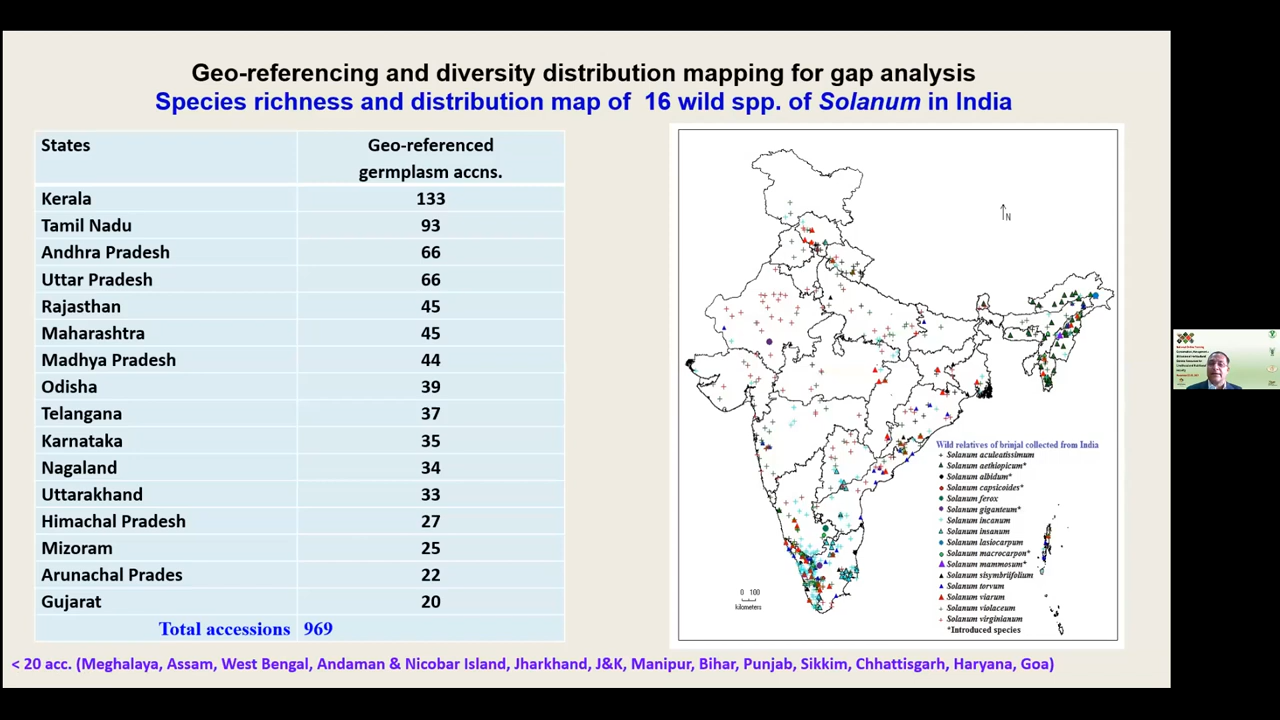 Geo-referencing and diversity distribution mapping for gap analysis
Species richness and distribution map of 16 wild spp. of Solanum in India
States Geo-referenced germplasm accns.
Kerala 133
Tamil Nadu 93
Andhra Pradesh 66
Uttar Pradesh 66
Rajasthan 45
Maharashtra 45
Madhya Pradesh 44
Odisha 39
Telangana 37
Karnataka 35
Nagaland 34
Uttarakhand 33
Himachal Pradesh 27
Mizoram 25
Arunachal Prades 22
Gujarat 20
Total accessions 969
N
0 100
kilometers
Wild relatives of brinjal collected from India
Solanum aculeatissimum
Solanum aethiopicum*
Solanum albidum*
Solanum capsicoides*
Solanum ferox
Solanum giganteum*
Solanum incanum
Solanum insanum
Solanum lasiocarpum
Solanum macrocarpon*
Solanum mammosum*
Solanum sisymbriifolium
Solanum torvum
Solanum viarum
Solanum violaceum
Solanum virginianum
*Introduced species
< 20 acc. (Meghalaya, Assam, West Bengal, Andaman & Nicobar Island, Jharkhand, J&K, Manipur, Bihar, Punjab, Sikkim, Chhattisgarh, Haryana, Goa)